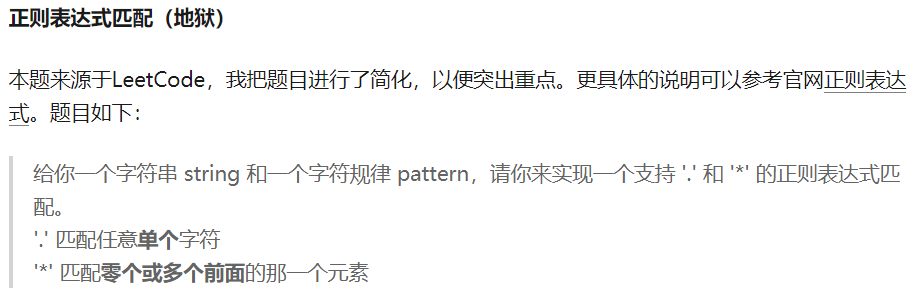 正则表达式匹配（地狱）
本题来源于LeetCode，我把题目进行了简化，以便突出重点。更具体的说明可以参考官网正则表达
式。题目如下：
给你一个字符串 string 和一个字符规律 pattern，请你来实现一个支持 '.' 和 '*' 的正则表达式匹
配。
'.' 匹配任意单个字符
'*' 匹配零个或多个前面的那一个元素